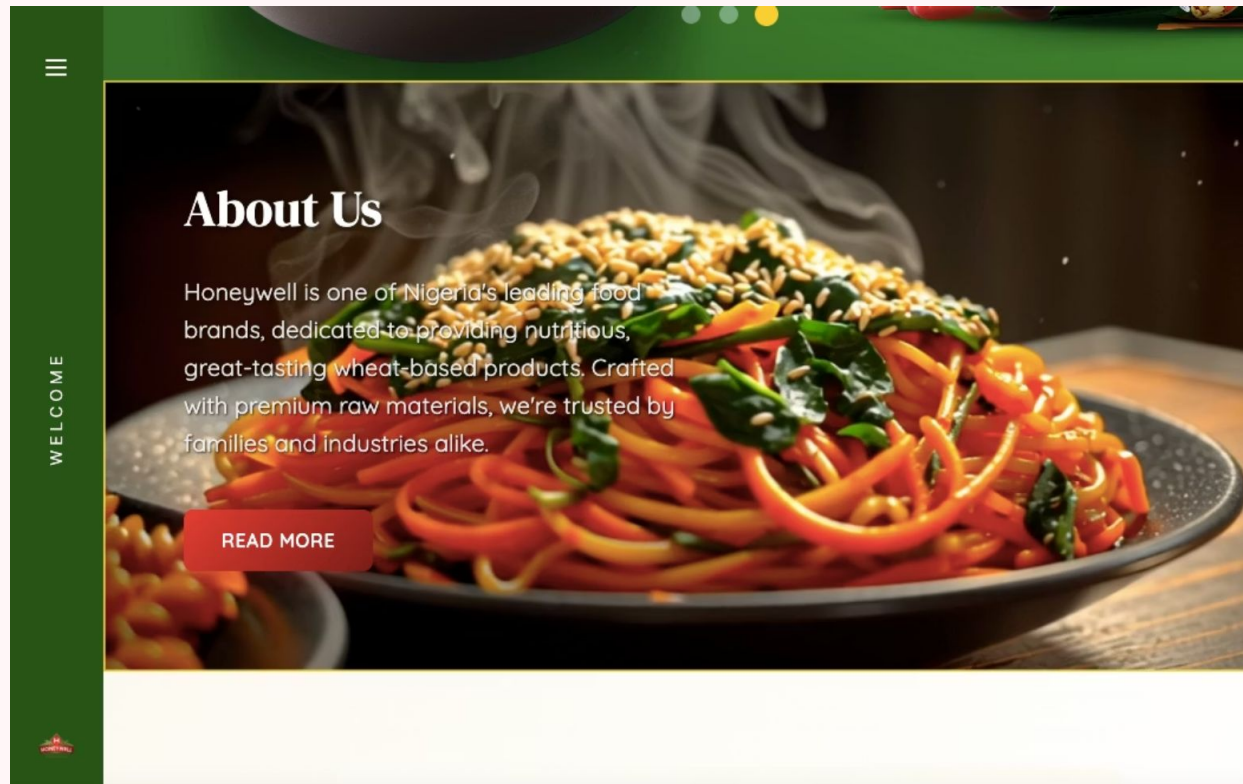 WELCOME
About Us
Honeywell is one of Nigeria's leading food
brands, dedicated to providing nutritious,
great-tasting wheat-based products. Crafted
with premium raw materials, we're trusted by
families and industries alike.
READ MORE